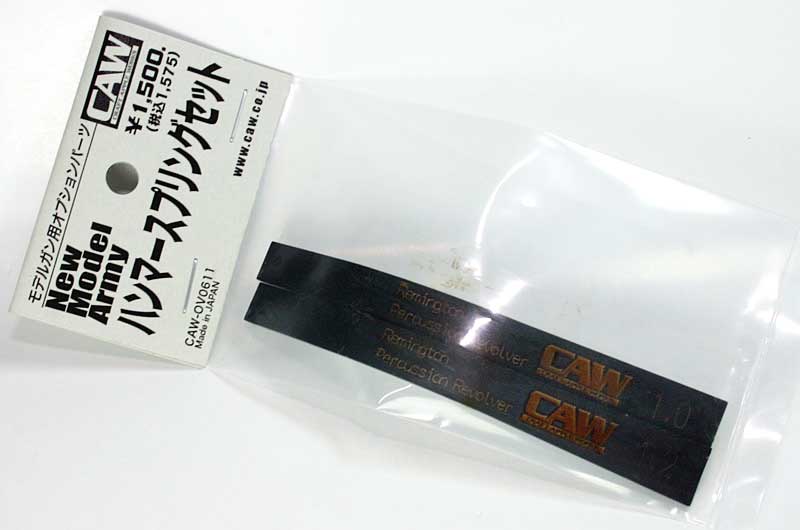 CAW
¥1,500.
(税込1,575)
モデルガン用オプションパーツ
New
Model
Army
ハンマースプリングセット
www.caw.co.jp
CAW-OV0611
Made in JAPAN
Remington
Percussion Revolver
CAW
1.0
Remington
Percussion Revolver
CAW
1.2